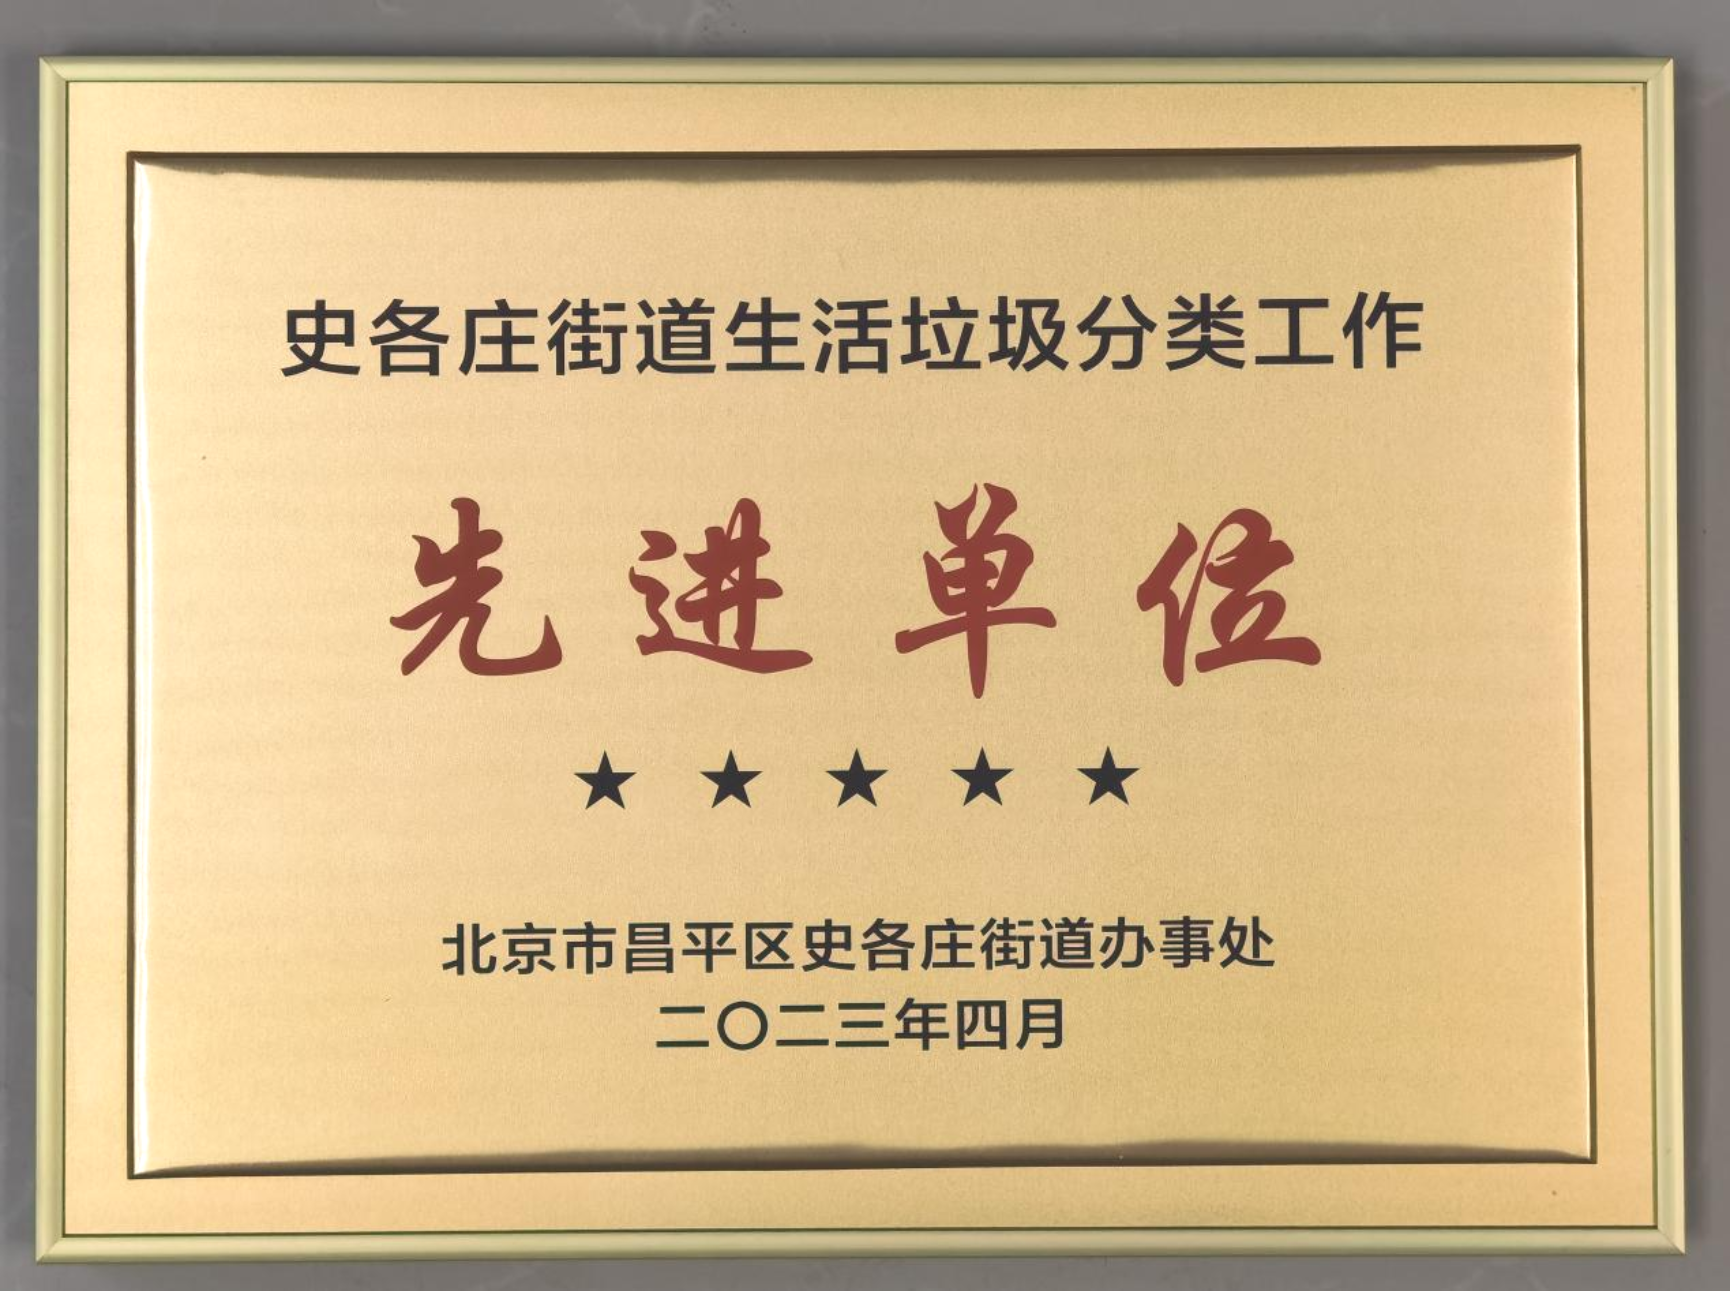 史各庄街道生活垃圾分类工作
先进单位
★ ★ ★ ★ ★
北京市昌平区史各庄街道办事处
二〇二三年四月